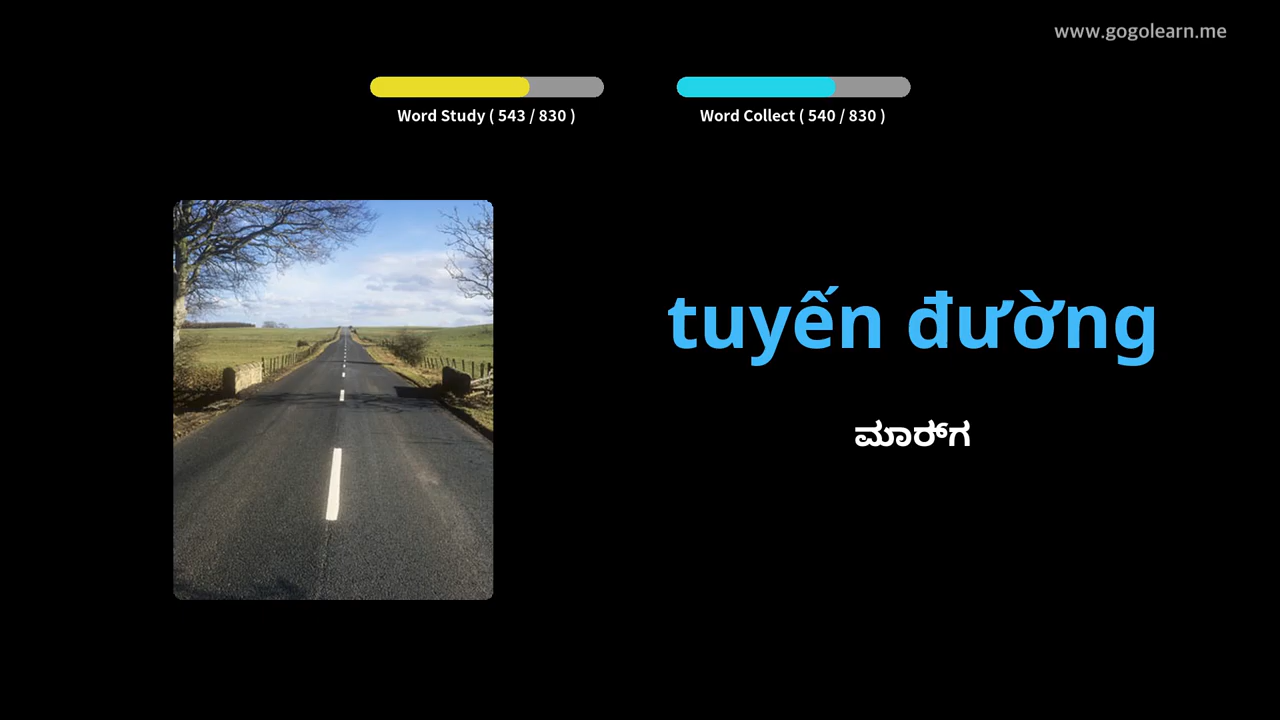 www.gogolearn.me
Word Study ( 543 / 830 )
Word Collect ( 540 / 830 )
tuyến đường
ಮಾರ್‍ಗ